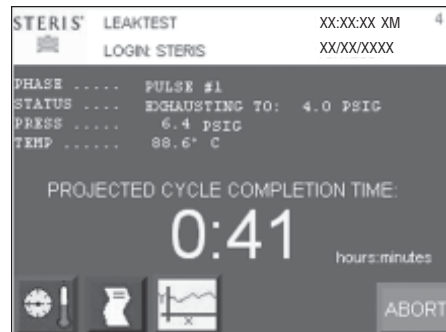 STERIS® LEAKTEST XX:XX:XX XM 4
LOGIN: STERIS XX/XX/XXXX
PHASE ..... PULSE #1
STATUS .... EXHAUSTING TO: 4.0 PSIG
PRESS ..... 6.4 PSIG
TEMP ...... 88.6° C
PROJECTED CYCLE COMPLETION TIME:
0:41
hours:minutes
X
ABORT